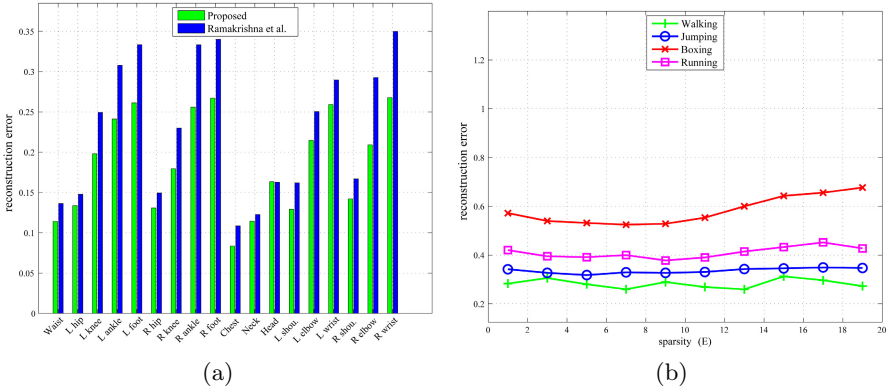 Proposed
Ramakrishna et al.
reconstruction error
0.35
0.3
0.25
0.2
0.15
0.1
0.05
0
Waist
L hip
L knee
L ankle
L foot
R hip
R knee
R ankle
R foot
Chest
Neck
Head
L shou.
L elbow
L wrist
R shou.
R elbow
R wrist
(a)
Walking
Jumping
Boxing
Running
reconstruction error
1.2
1
0.8
0.6
0.4
0.2
0 2 4 6 8 10 12 14 16 18 20
sparsity (E)
(b)